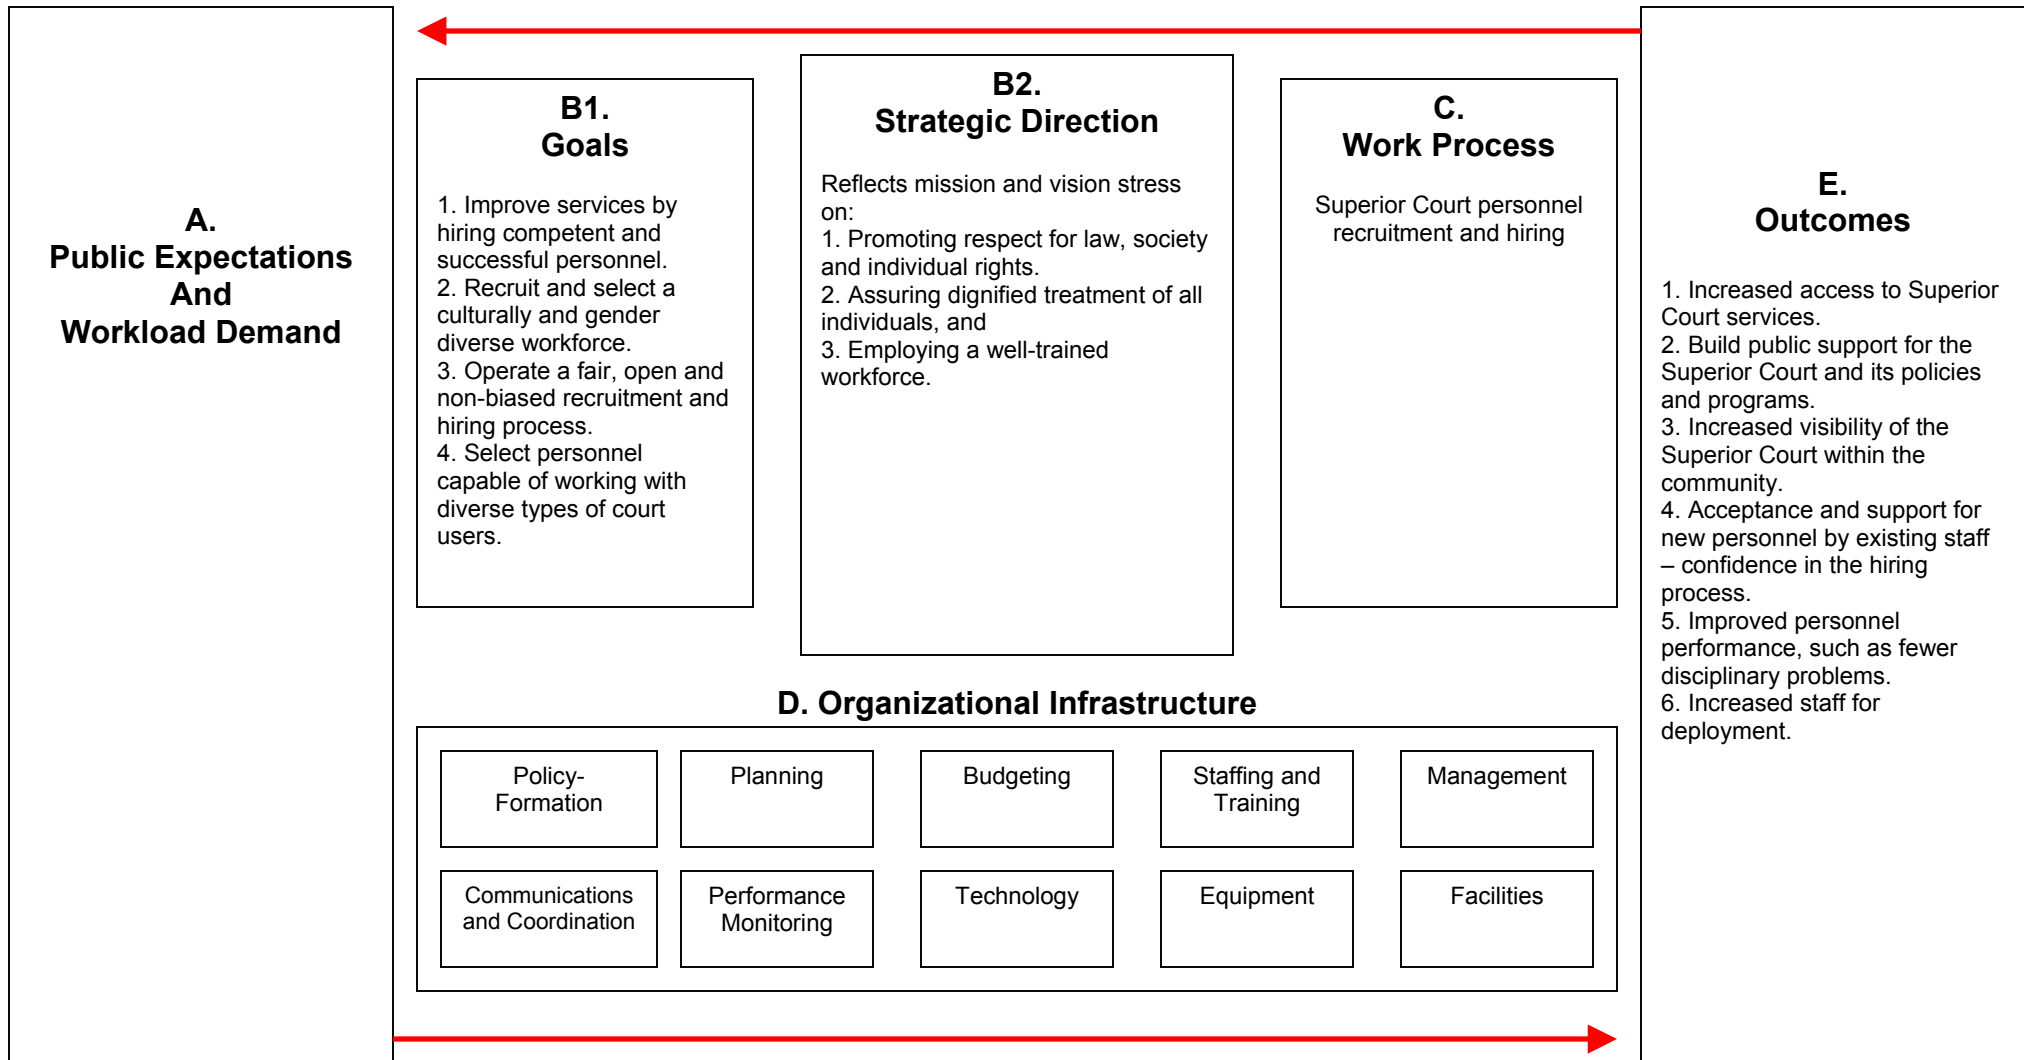 A.
Public Expectations
And
Workload Demand
B1.
Goals
1. Improve services by
hiring competent and
successful personnel.
2. Recruit and select a
culturally and gender
diverse workforce.
3. Operate a fair, open and
non-biased recruitment and
hiring process.
4. Select personnel
capable of working with
diverse types of court
users.
B2.
Strategic Direction
Reflects mission and vision stress
on:
1. Promoting respect for law, society
and individual rights.
2. Assuring dignified treatment of all
individuals, and
3. Employing a well-trained
workforce.
C.
Work Process
Superior Court personnel
recruitment and hiring
D. Organizational Infrastructure
Policy-
Formation
Planning
Budgeting
Staffing and
Training
Management
Communications
and Coordination
Performance
Monitoring
Technology
Equipment
Facilities
E.
Outcomes
1. Increased access to Superior
Court services.
2. Build public support for the
Superior Court and its policies
and programs.
3. Increased visibility of the
Superior Court within the
community.
4. Acceptance and support for
new personnel by existing staff
– confidence in the hiring
process.
5. Improved personnel
performance, such as fewer
disciplinary problems.
6. Increased staff for
deployment.